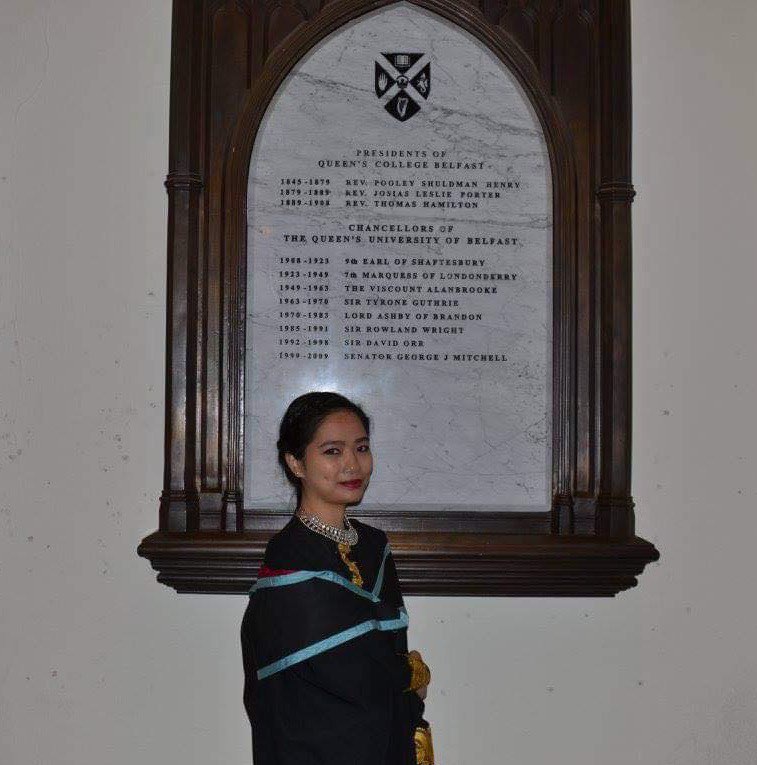 PRESIDENTS OF
QUEEN'S COLLEGE BELFAST
1845-1879 REV. POOLEY SHULDMAN HENRY
1879-1889 REV. JOSIAS LESLIE PORTER
1889-1908 REV. THOMAS HAMILTON
CHANCELLORS OF
THE QUEEN'S UNIVERSITY OF BELFAST
1908-1923 9th EARL OF SHAFTESBURY
1923-1949 7th MARQUESS OF LONDONDERRY
1949-1963 THE VISCOUNT ALANBROOKE
1963-1970 SIR TYRONE GUTHRIE
1970-1983 LORD ASHBY OF BRANDON
1985-1991 SIR ROWLAND WRIGHT
1992-1998 SIR DAVID ORR
1999-2009 SENATOR GEORGE J MITCHELL